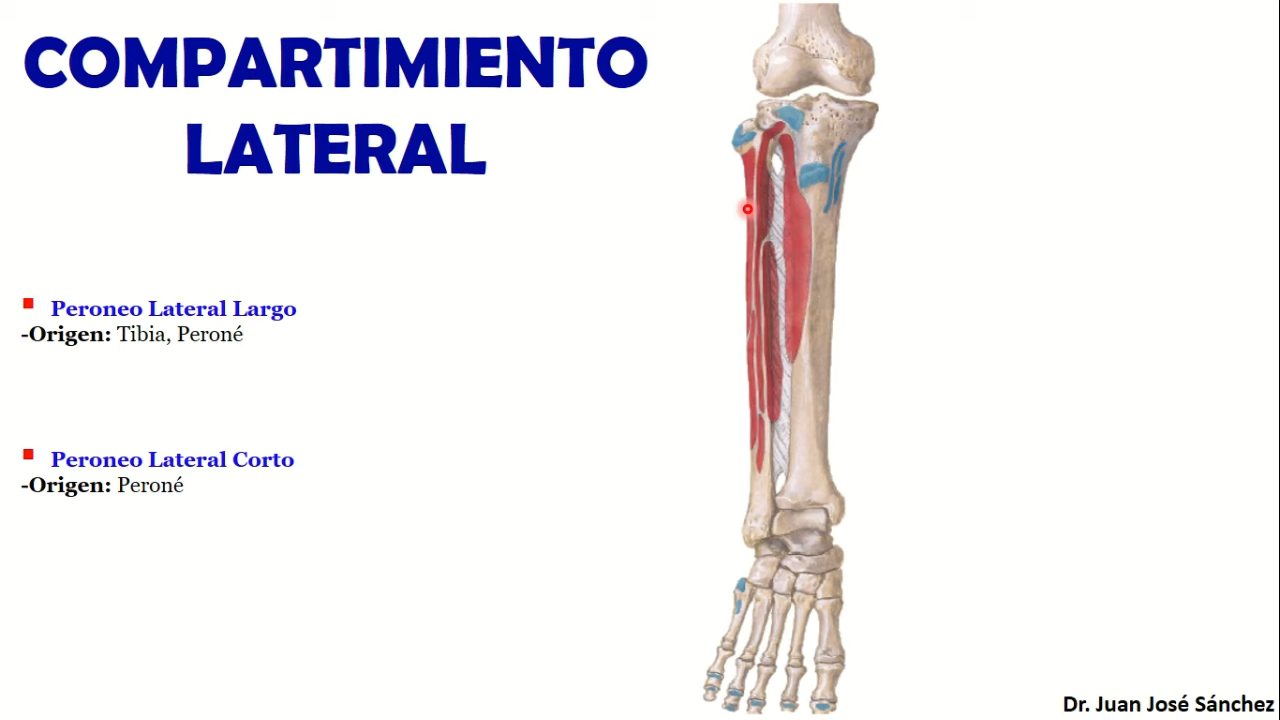 COMPARTIMIENTO
LATERAL
Peroneo Lateral Largo
-Origen: Tibia, Peroné
Peroneo Lateral Corto
-Origen: Peroné
Dr. Juan José Sánchez